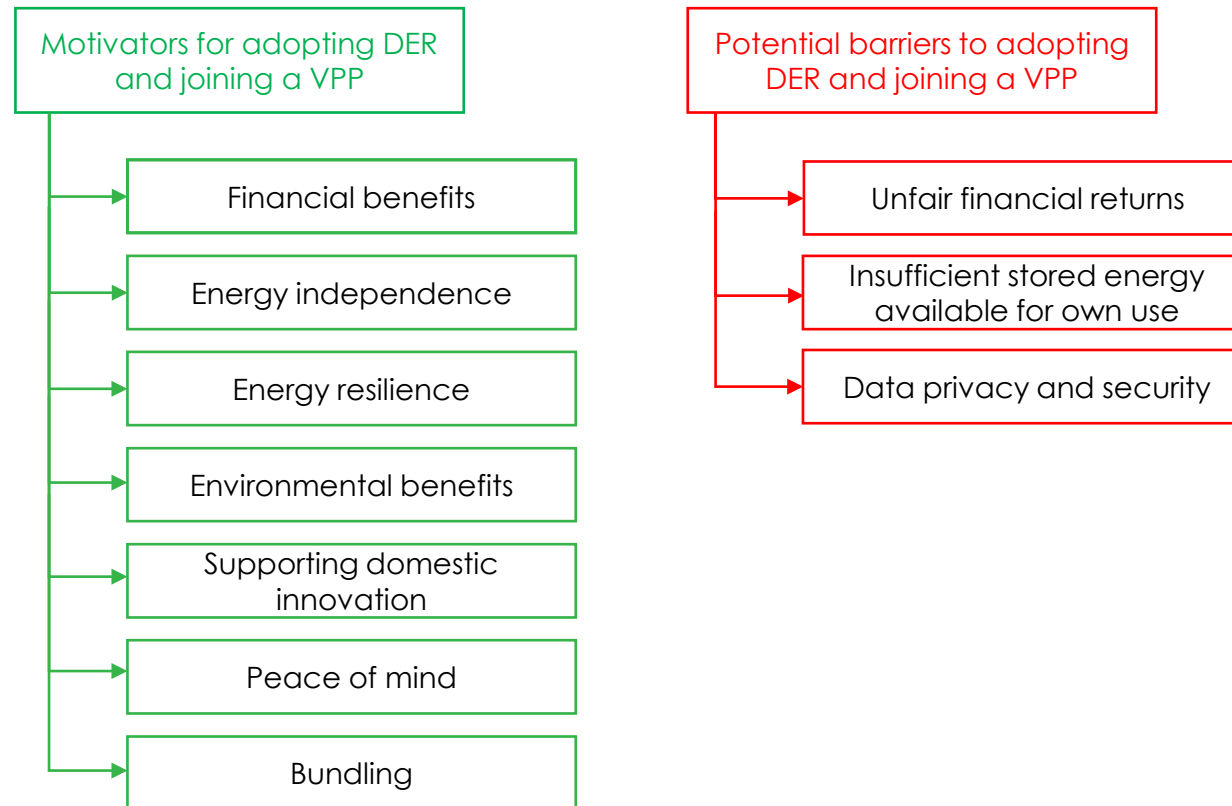 Motivators for adopting DER
and joining a VPP
Financial benefits
Energy independence
Energy resilience
Environmental benefits
Supporting domestic
innovation
Peace of mind
Bundling
Potential barriers to adopting
DER and joining a VPP
Unfair financial returns
Insufficient stored energy
available for own use
Data privacy and security